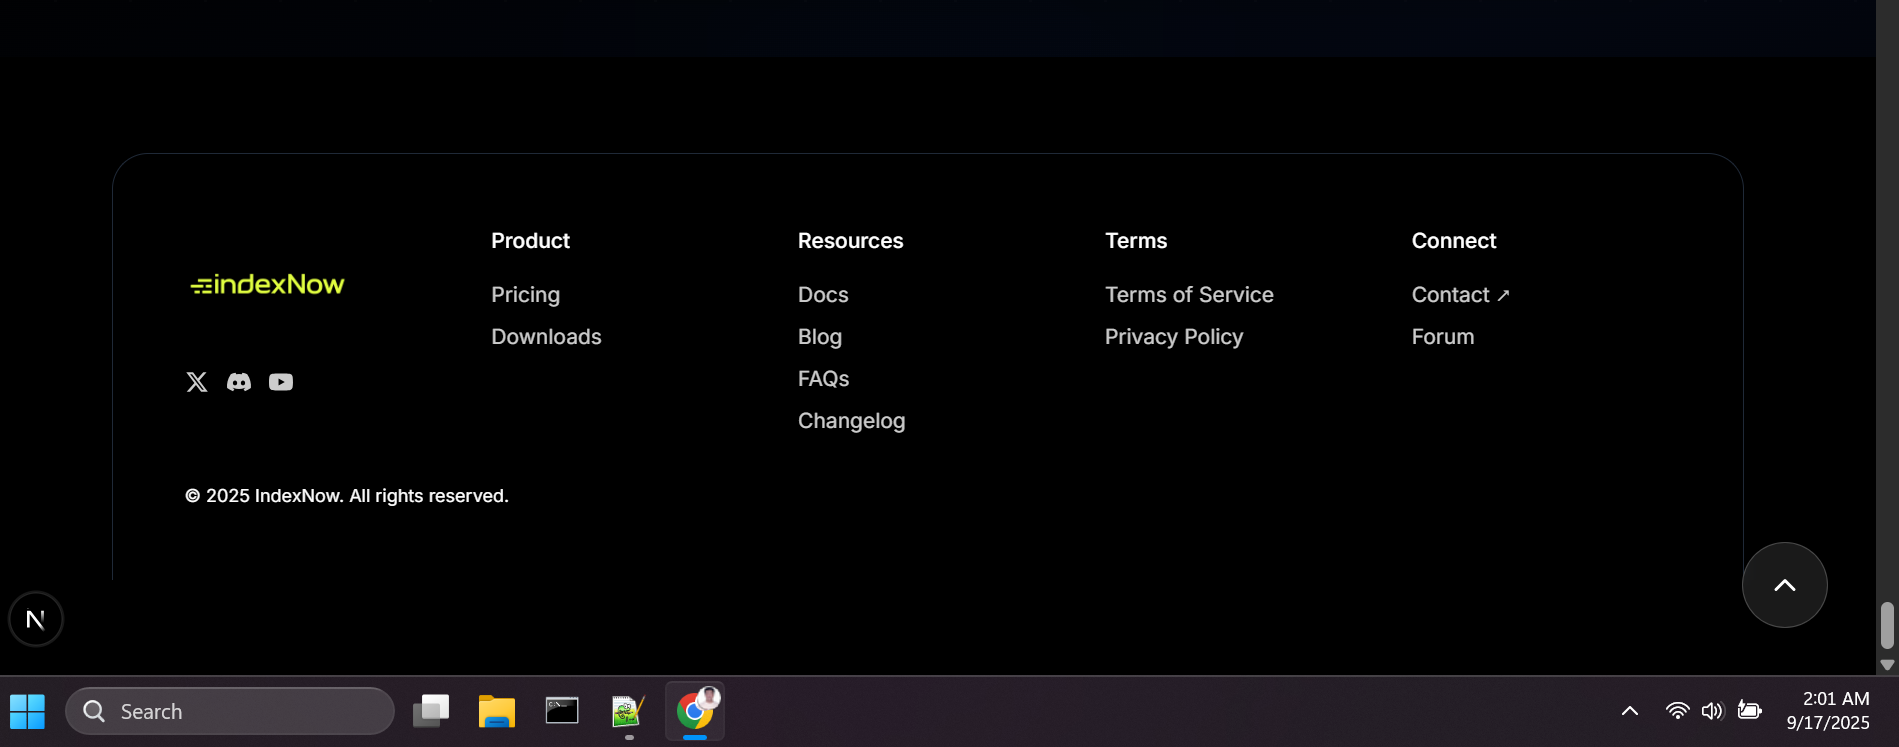 indexNow
Product
Pricing
Downloads
Resources
Docs
Blog
FAQs
Changelog
Terms
Terms of Service
Privacy Policy
Connect
Contact ↗
Forum
© 2025 IndexNow. All rights reserved.
N
Search
2:01 AM
9/17/2025